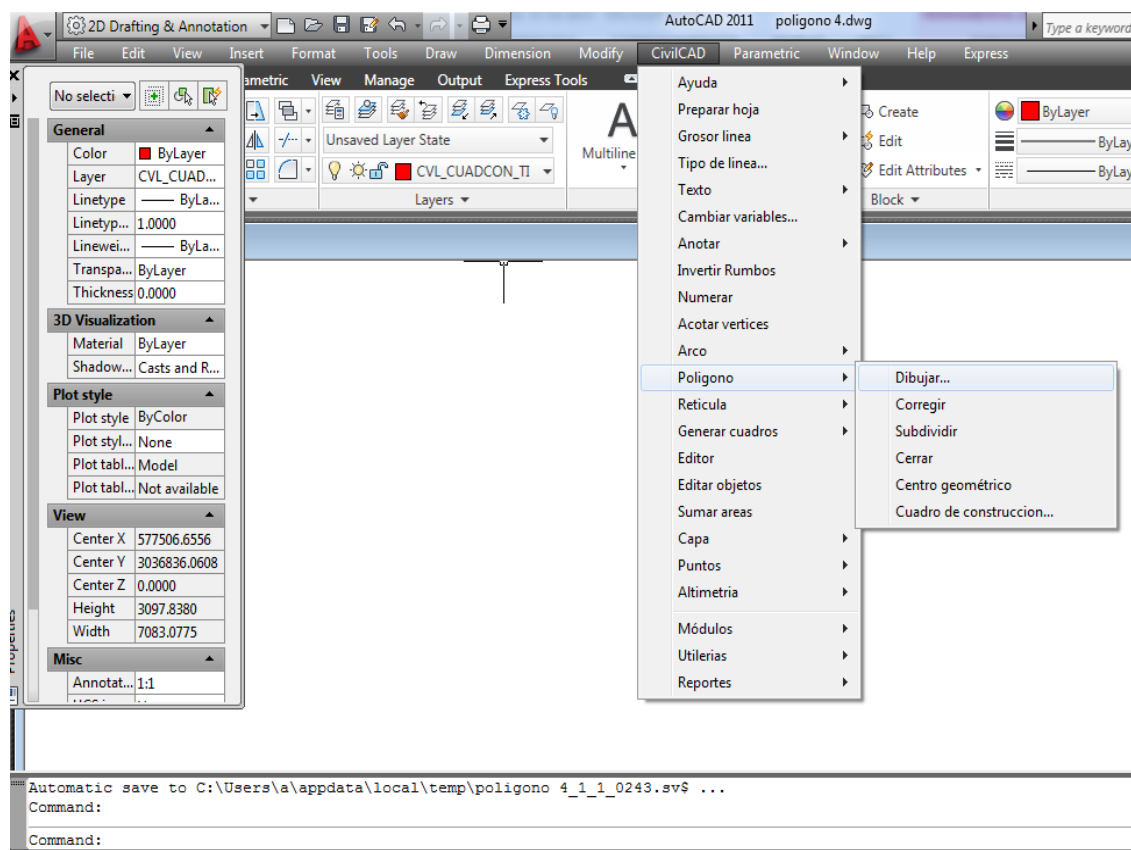 2D Drafting & Annotation
AutoCAD 2011 poligono 4.dwg
Type a keyword
File Edit View Insert Format Tools Draw Dimension Modify CivilCAD Parametric Window Help Express
ametric View Manage Output Express Tools
No selecti
General
Color ByLayer
Layer CVL_CUAD...
Linetype ByLa...
Linetyp... 1.0000
Linewei... ByLa...
Transpa... ByLayer
Thickness 0.0000
3D Visualization
Material ByLayer
Shadow... Casts and R...
Plot style
Plot style ByColor
Plot styl... None
Plot tabl... Model
Plot tabl... Not available
View
Center X 577506.6556
Center Y 3036836.0608
Center Z 0.0000
Height 3097.8380
Width 7083.0775
Misc
Annotat... 1:1
Properties
Unsaved Layer State
CVL_CUADCON_TI
Layers
A
Multiline
Create
Edit
Edit Attributes
Block
ByLayer
ByLay
ByLay
Ayuda
Preparar hoja
Grosor linea
Tipo de linea...
Texto
Cambiar variables...
Anotar
Invertir Rumbos
Numerar
Acotar vertices
Arco
Poligono
Reticula
Generar cuadros
Editor
Editar objetos
Sumar areas
Capa
Puntos
Altimetria
Módulos
Utilerias
Reportes
Dibujar...
Corregir
Subdividir
Cerrar
Centro geométrico
Cuadro de construccion...
Automatic save to C:\Users\a\appdata\local\temp\poligono 4_1_1_0243.sv$ ...
Command:
Command: